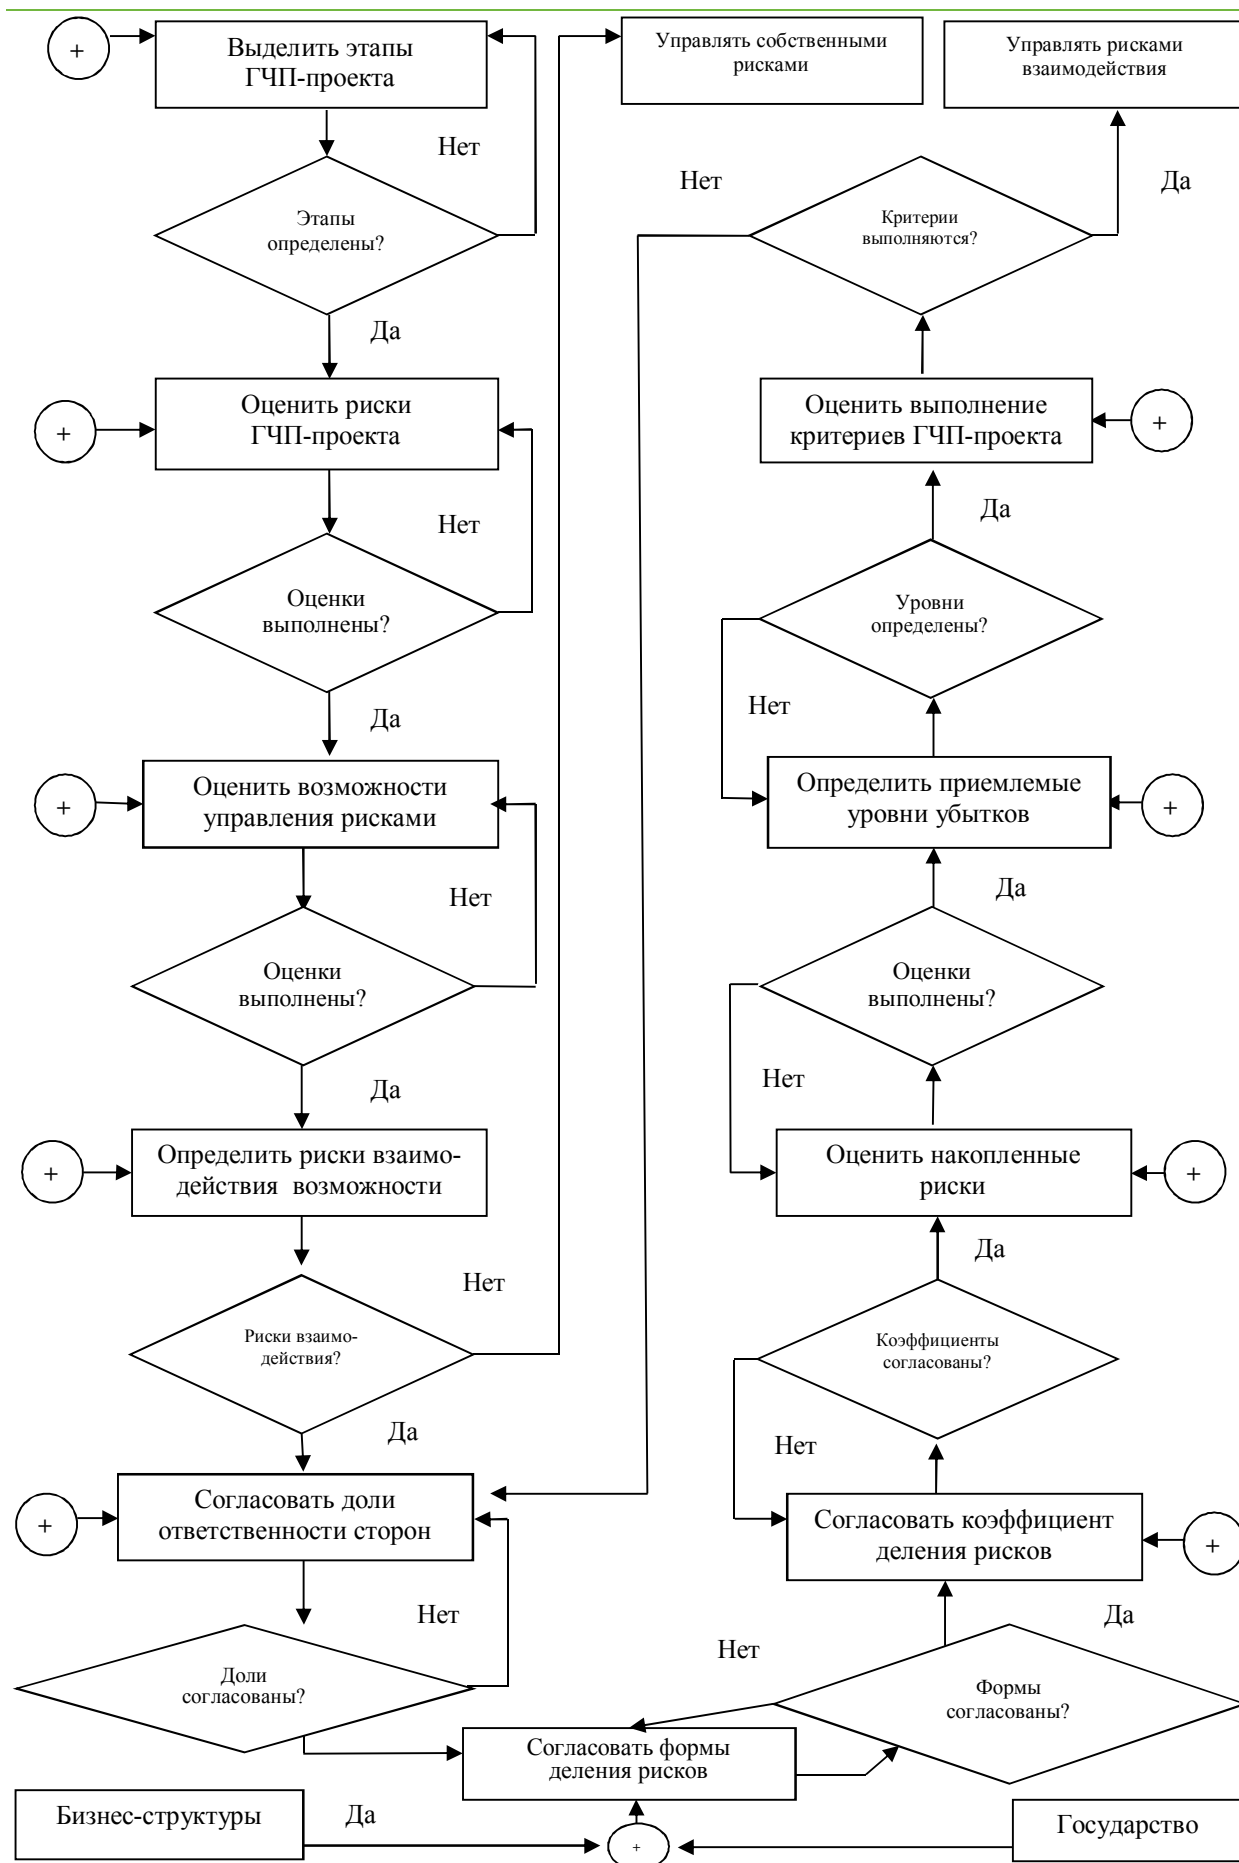 +
Выделить этапы
ГЧП-проекта
Нет
Этапы
определены?
Да
+
Оценить риски
ГЧП-проекта
Нет
Оценки
выполнены?
Да
+
Оценить возможности
управления рисками
Нет
Оценки
выполнены?
Да
+
Определить риски взаимо-
действия возможности
Нет
Риски взаимо-
действия?
Да
+
Согласовать доли
ответственности сторон
Нет
Доли
согласованы?
Да
Бизнес-структуры
Управлять собственными
рисками
Управлять рисками
взаимодействия
Нет
Да
Критерии
выполняются?
Оценить выполнение
критериев ГЧП-проекта
+
Да
Уровни
определены?
Нет
Определить приемлемые
уровни убытков
+
Да
Оценки
выполнены?
Нет
Оценить накопленные
риски
+
Да
Коэффициенты
согласованы?
Нет
Согласовать коэффициент
деления рисков
+
Да
Нет
Формы
согласованы?
Согласовать формы
деления рисков
+
Государство